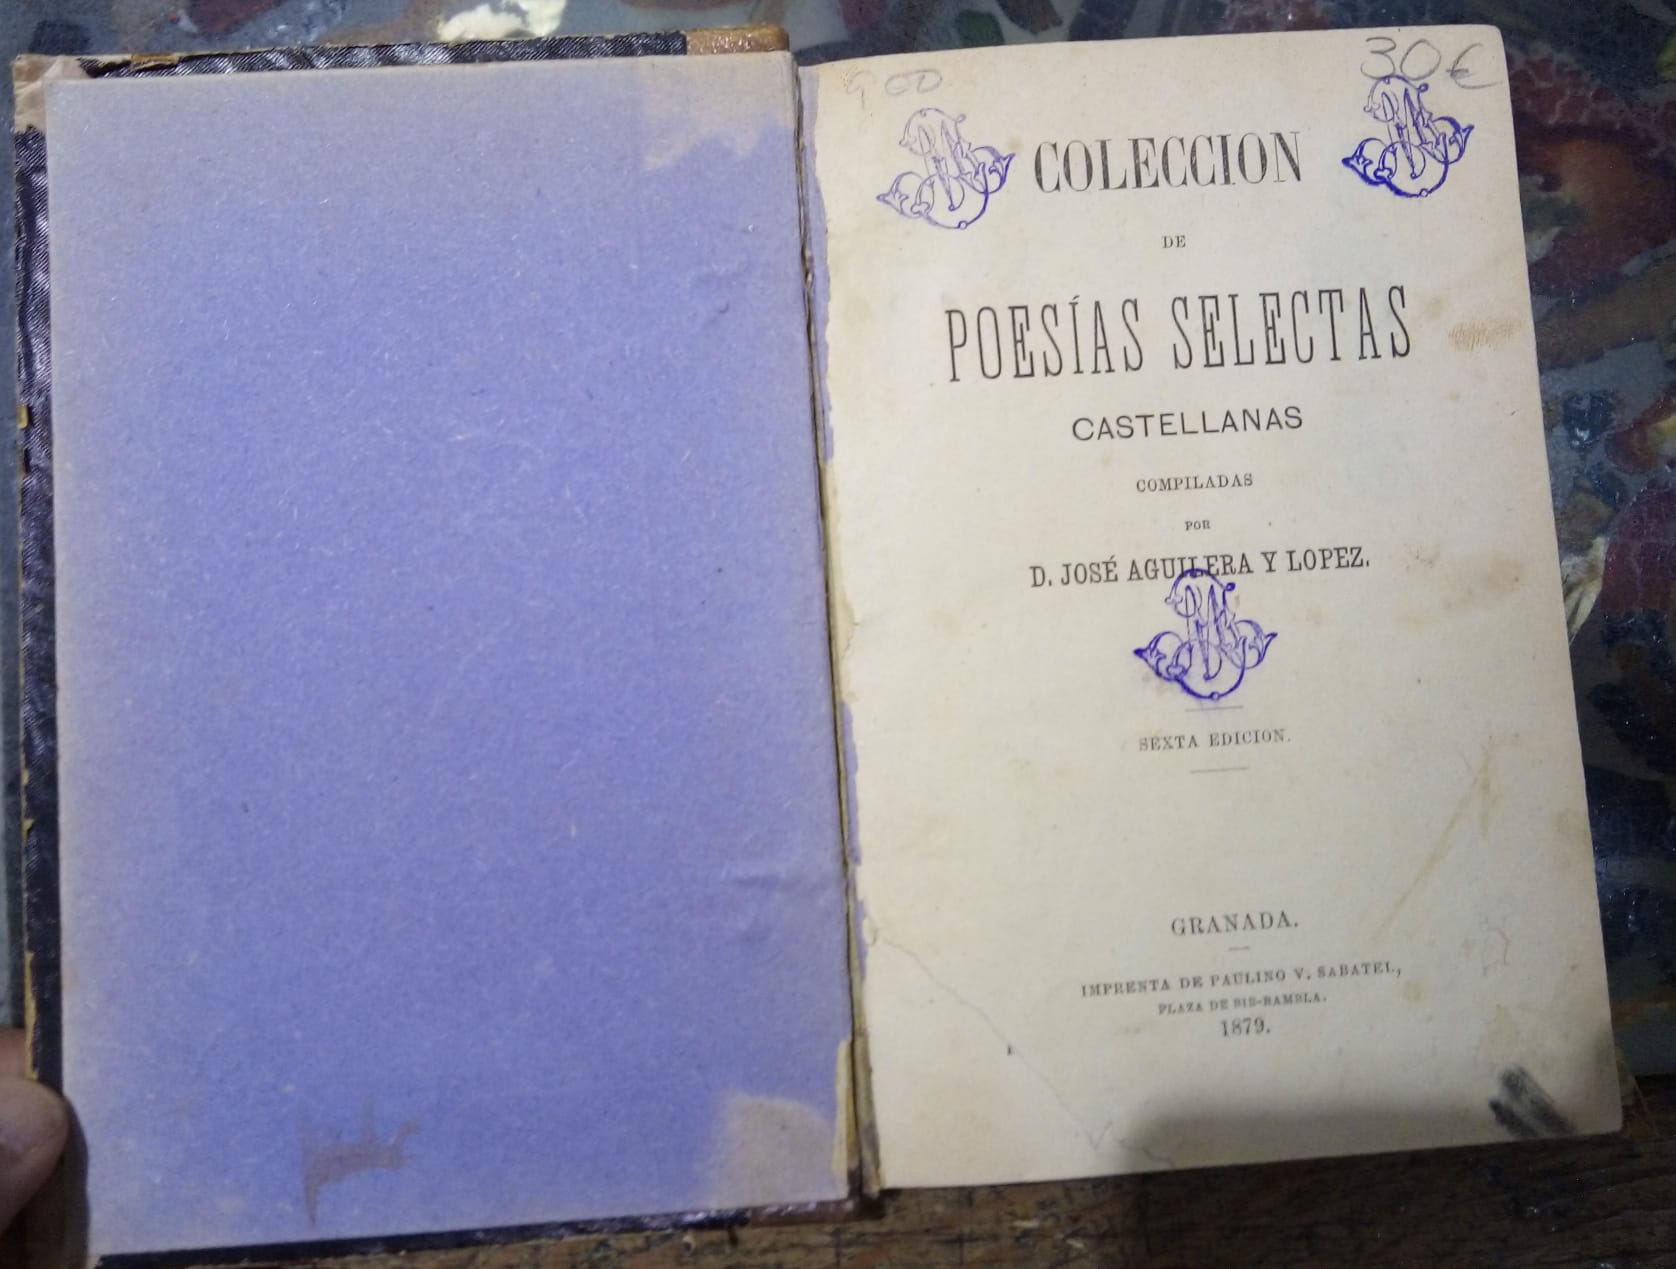 900
30€
COLECCION
DE
POESÍAS SELECTAS
CASTELLANAS
COMPILADAS
POR
D. JOSÉ AGUILERA Y LOPEZ.
SEXTA EDICION.
GRANADA.
IMPRENTA DE PAULINO V. SABATEL,
PLAZA DE BIB-RAMBLA.
1879.